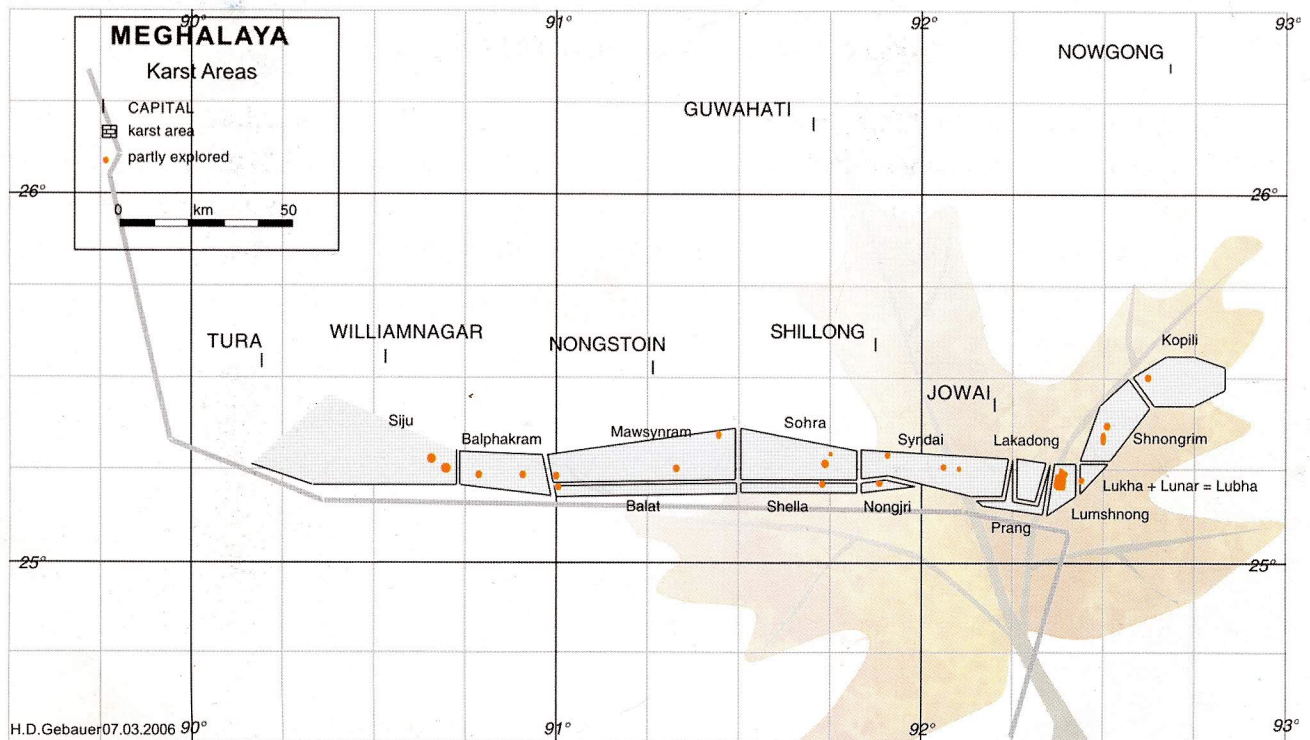 90°
91°
92°
93°
MEGHALAYA
Karst Areas
CAPITAL
karst area
partly explored
0 km 50
NOWGONG
GUWAHATI
26°
26°
TURA
WILLIAMNAGAR
NONGSTOIN
SHILLONG
JOWAI
Kopili
Siju
Balphakram
Mawsynram
Sohra
Syndai
Lakadong
Shnongrim
Lukha + Lunar = Lubha
Balat
Shella
Nongjri
Prang
Lumshnong
25°
25°
H.D.Gebauer07.03.2006
90°
91°
92°
93°